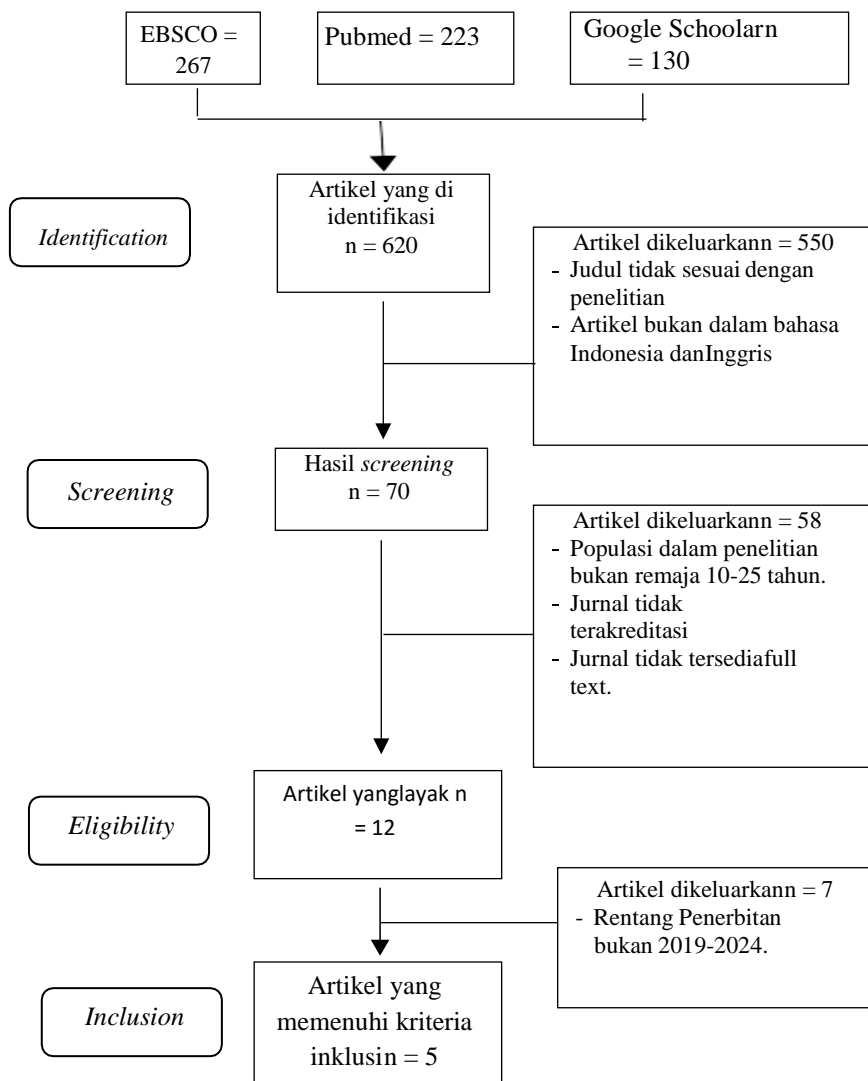 EBSCO =
267
Pubmed = 223
Google Schoolarn
= 130
Artikel yang di
identifikasi
n = 620
Identification
Artikel dikeluarkann = 550
- Judul tidak sesuai dengan
penelitian
- Artikel bukan dalam bahasa
Indonesia danInggris
Hasil screening
n = 70
Screening
Artikel dikeluarkann = 58
- Populasi dalam penelitian
bukan remaja 10-25 tahun.
- Jurnal tidak
terakreditasi
- Jurnal tidak tersediafull
text.
Artikel yanglayak n
= 12
Eligibility
Artikel dikeluarkann = 7
- Rentang Penerbitan
bukan 2019-2024.
Artikel yang
memenuhi kriteria
inklusin = 5
Inclusion